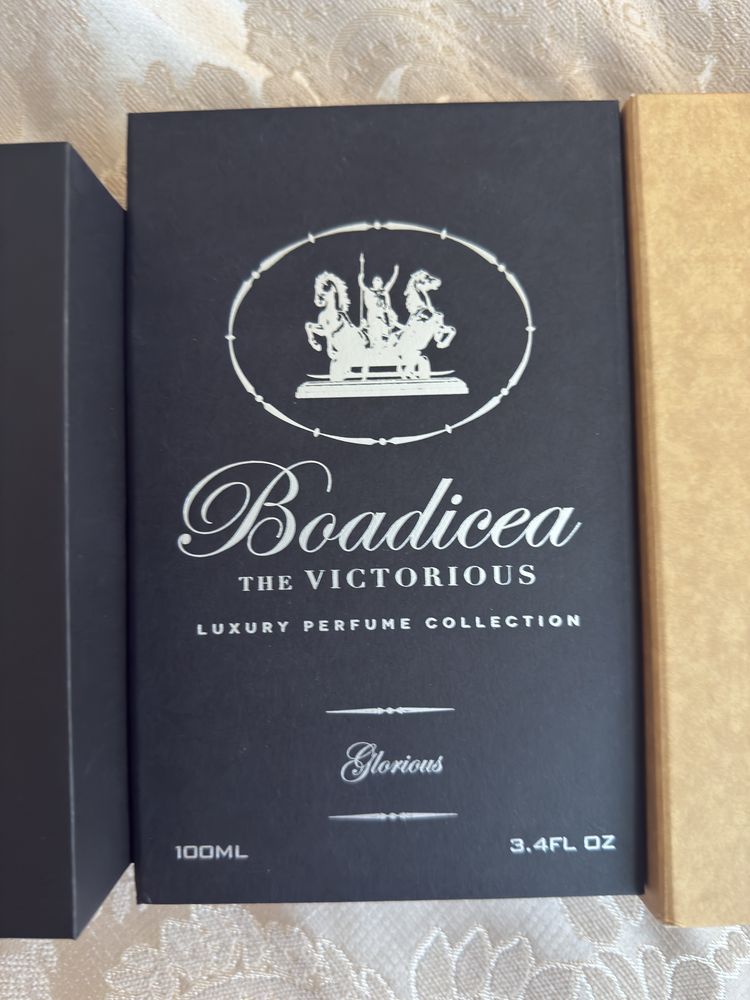 Boadicea
THE VICTORIOUS
LUXURY PERFUME COLLECTION
Glorious
100ML
3.4FL OZ